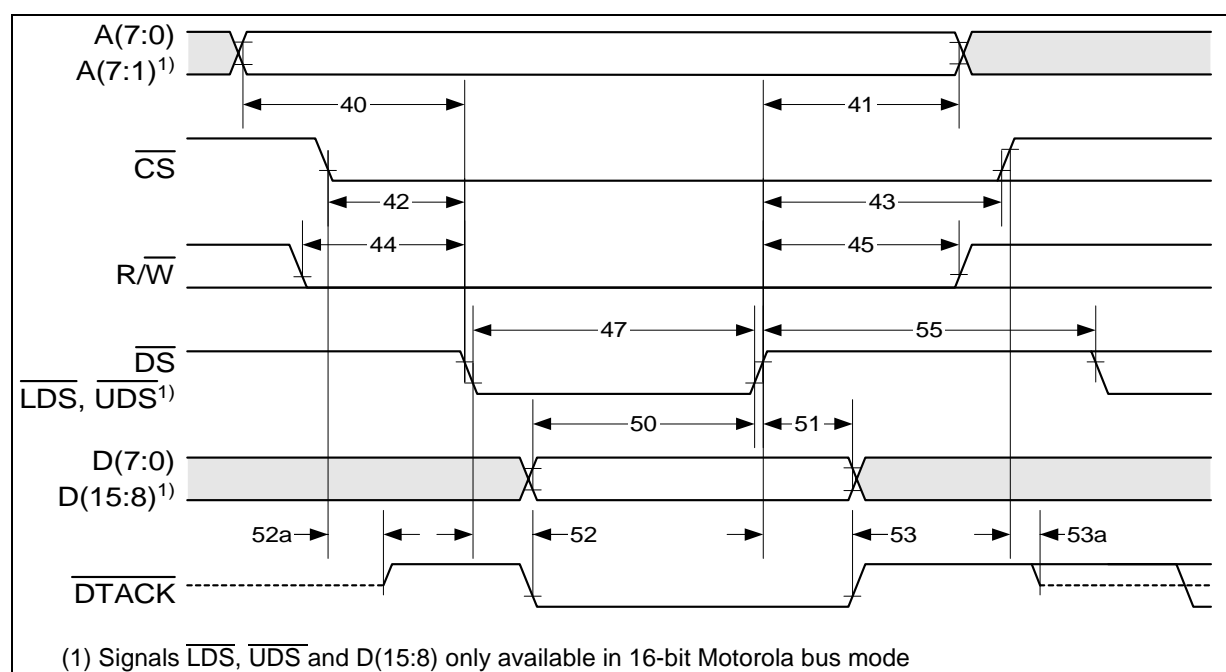 A(7:0)
A(7:1)1)
40
41
CS
42
43
44
45
R/W
47
55
DS
LDS, UDS1)
50
51
D(7:0)
D(15:8)1)
52a
52
53
53a
DTACK
(1) Signals LDS, UDS and D(15:8) only available in 16-bit Motorola bus mode